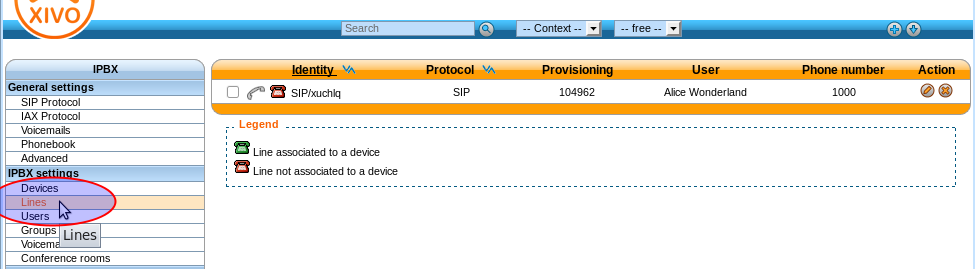 XIVO
Search
-- Context --
-- free --
IPBX
General settings
SIP Protocol
IAX Protocol
Voicemails
Phonebook
Advanced
IPBX settings
Devices
Lines
Users
Groups
Voicema
Conference rooms
Lines
Identity Protocol Provisioning User Phone number Action
SIP/xuchlq SIP 104962 Alice Wonderland 1000
Legend
Line associated to a device
Line not associated to a device